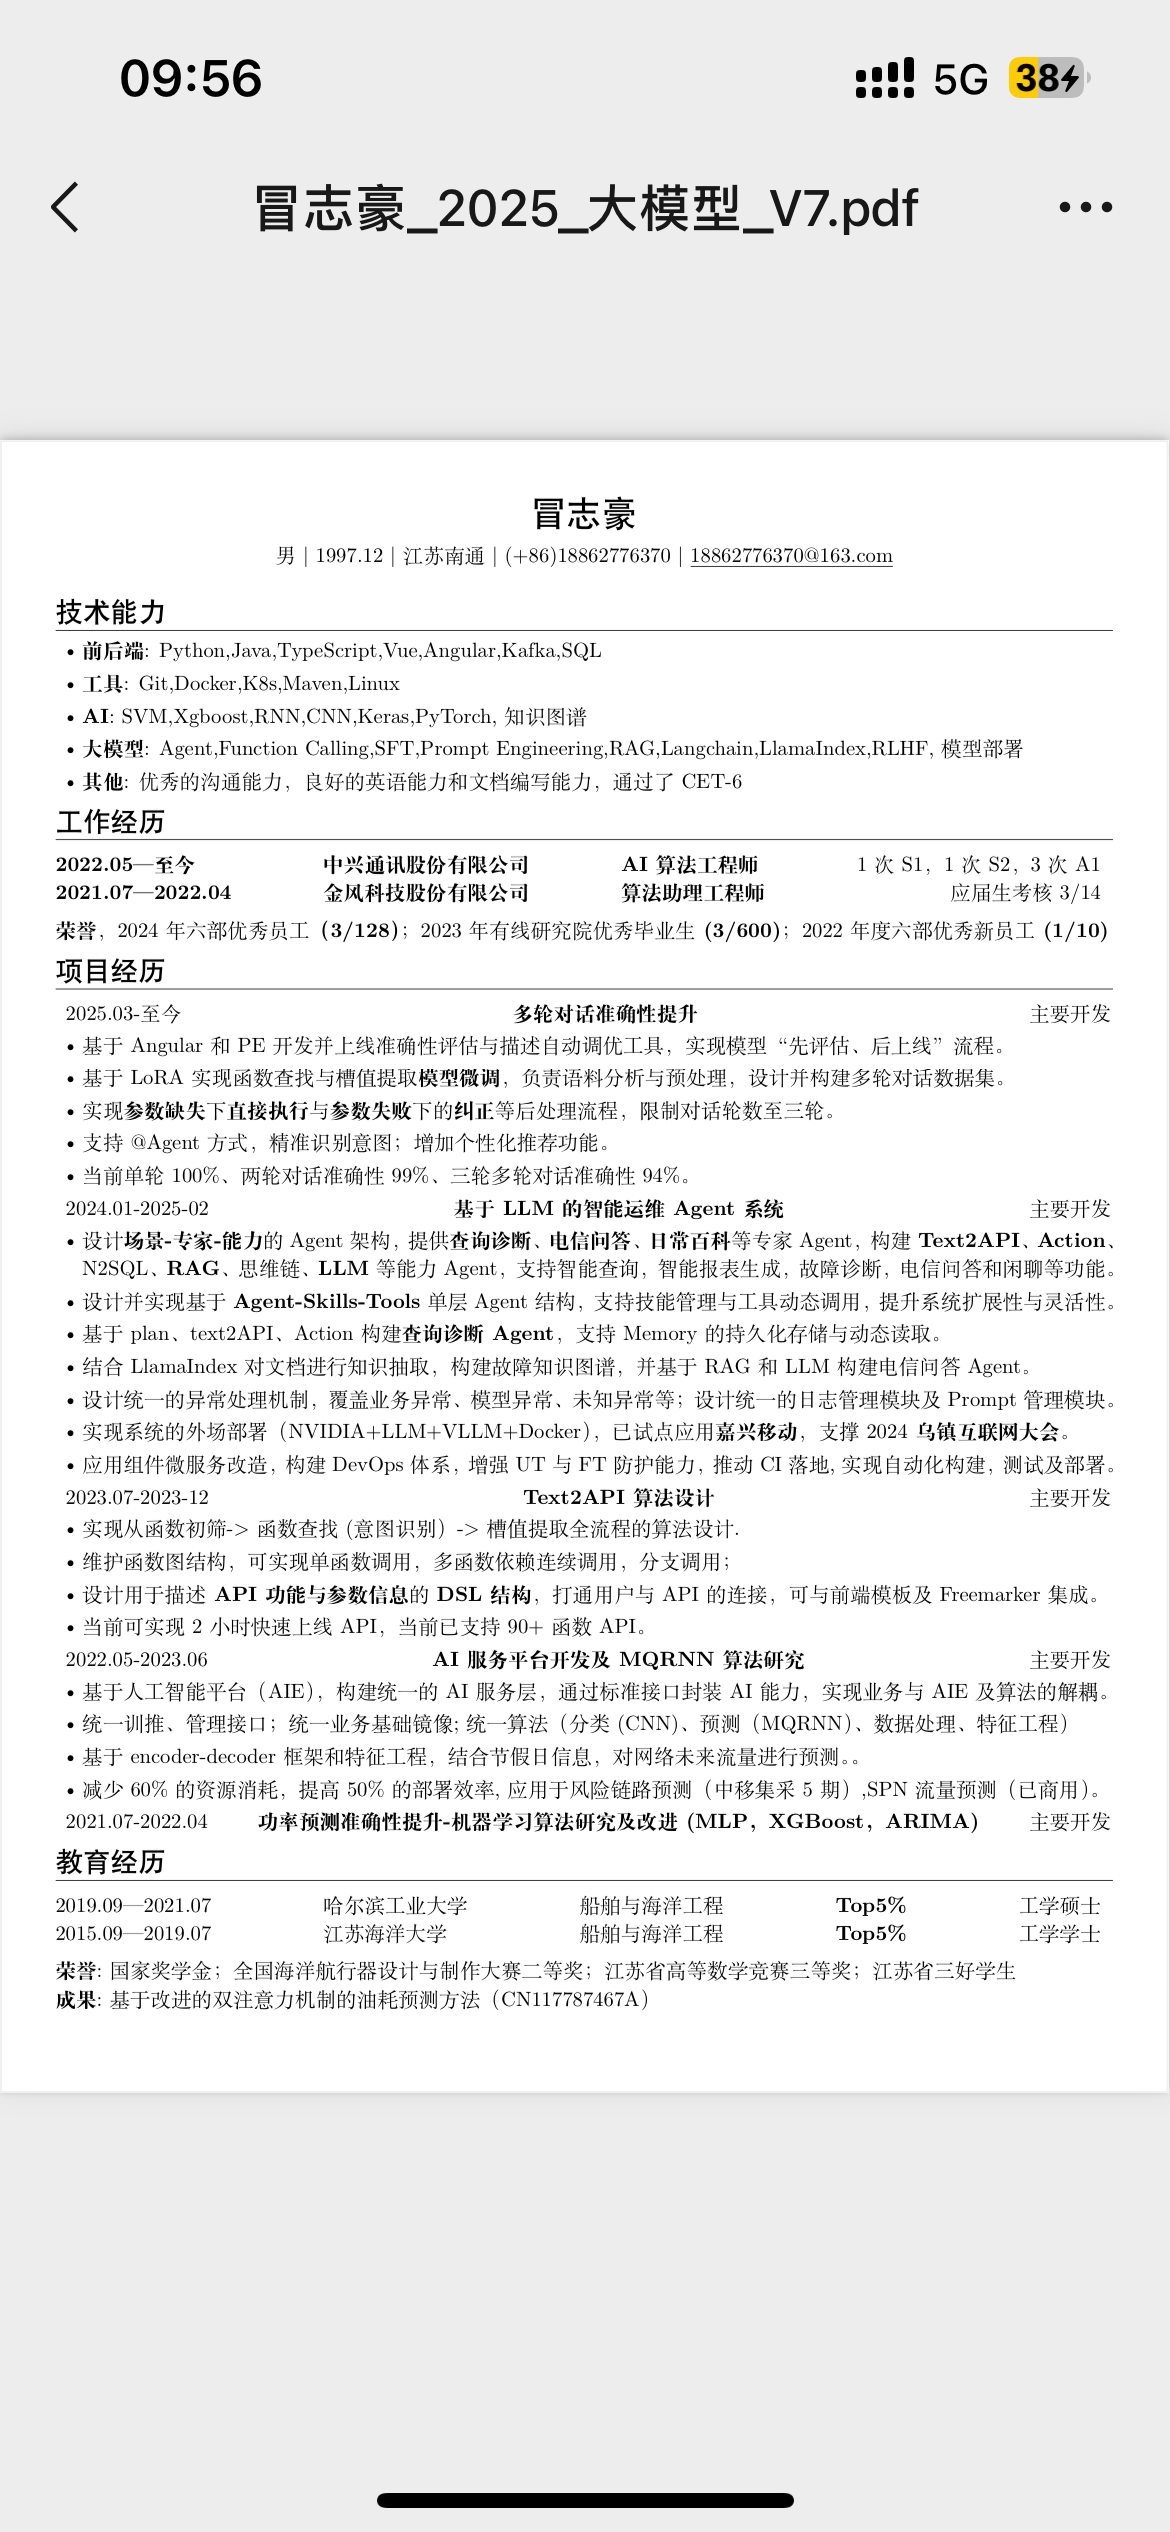 09:56
5G
38
冒志豪_2025_大模型_V7.pdf
冒志豪
男 | 1997.12 | 江苏南通 | (+86)18862776370 | 18862776370@163.com
技术能力
• 前后端: Python,Java,TypeScript,Vue,Angular,Kafka,SQL
• 工具: Git,Docker,K8s,Maven,Linux
• AI: SVM,Xgboost,RNN,CNN,Keras,PyTorch, 知识图谱
• 大模型: Agent,Function Calling,SFT,Prompt Engineering,RAG,Langchain,LlamaIndex,RLHF, 模型部署
• 其他: 优秀的沟通能力，良好的英语能力和文档编写能力，通过了 CET-6
工作经历
2022.05—至今 中兴通讯股份有限公司 AI 算法工程师 1 次 S1，1 次 S2，3 次 A1
2021.07—2022.04 金风科技股份有限公司 算法助理工程师 应届生考核 3/14
荣誉，2024 年六部优秀员工（3/128）；2023 年有线研究院优秀毕业生 (3/600)；2022 年度六部优秀新员工 (1/10)
项目经历
2025.03-至今 多轮对话准确性提升 主要开发
• 基于 Angular 和 PE 开发并上线准确性评估与描述自动调优工具，实现模型“先评估、后上线”流程。
• 基于 LoRA 实现函数查找与槽值提取模型微调，负责语料分析与预处理，设计并构建多轮对话数据集。
• 实现参数缺失下直接执行与参数失败下的纠正等后处理流程，限制对话轮数至三轮。
• 支持 @Agent 方式，精准识别意图；增加个性化推荐功能。
• 当前单轮 100%、两轮对话准确性 99%、三轮多轮对话准确性 94%。
2024.01-2025-02 基于 LLM 的智能运维 Agent 系统 主要开发
• 设计场景-专家-能力的 Agent 架构，提供查询诊断、电信问答、日常百科等专家 Agent，构建 Text2API、Action、
N2SQL、RAG、思维链、LLM 等能力 Agent，支持智能查询，智能报表生成，故障诊断，电信问答和闲聊等功能。
• 设计并实现基于 Agent-Skills-Tools 单层 Agent 结构，支持技能管理与工具动态调用，提升系统扩展性与灵活性。
• 基于 plan、text2API、Action 构建查询诊断 Agent，支持 Memory 的持久化存储与动态读取。
• 结合 LlamaIndex 对文档进行知识抽取，构建故障知识图谱，并基于 RAG 和 LLM 构建电信问答 Agent。
• 设计统一的异常处理机制，覆盖业务异常、模型异常、未知异常等；设计统一的日志管理模块及 Prompt 管理模块。
• 实现系统的外场部署（NVIDIA+LLM+VLLM+Docker），已试点应用嘉兴移动，支撑 2024 乌镇互联网大会。
• 应用组件微服务改造，构建 DevOps 体系，增强 UT 与 FT 防护能力，推动 CI 落地, 实现自动化构建，测试及部署。
2023.07-2023-12 Text2API 算法设计 主要开发
• 实现从函数初筛-> 函数查找 (意图识别）-> 槽值提取全流程的算法设计.
• 维护函数图结构，可实现单函数调用，多函数依赖连续调用，分支调用；
• 设计用于描述 API 功能与参数信息的 DSL 结构，打通用户与 API 的连接，可与前端模板及 Freemarker 集成。
• 当前可实现 2 小时快速上线 API，当前已支持 90+ 函数 API。
2022.05-2023.06 AI 服务平台开发及 MQRNN 算法研究 主要开发
• 基于人工智能平台（AIE），构建统一的 AI 服务层，通过标准接口封装 AI 能力，实现业务与 AIE 及算法的解耦。
• 统一训推、管理接口；统一业务基础镜像; 统一算法（分类 (CNN)、预测（MQRNN）、数据处理、特征工程）
• 基于 encoder-decoder 框架和特征工程，结合节假日信息，对网络未来流量进行预测。。
• 减少 60% 的资源消耗，提高 50% 的部署效率, 应用于风险链路预测（中移集采 5 期）,SPN 流量预测（已商用）。
2021.07-2022.04 功率预测准确性提升-机器学习算法研究及改进 (MLP，XGBoost，ARIMA) 主要开发
教育经历
2019.09—2021.07 哈尔滨工业大学 船舶与海洋工程 Top5% 工学硕士
2015.09—2019.07 江苏海洋大学 船舶与海洋工程 Top5% 工学学士
荣誉: 国家奖学金；全国海洋航行器设计与制作大赛二等奖；江苏省高等数学竞赛三等奖；江苏省三好学生
成果: 基于改进的双注意力机制的油耗预测方法（CN117787467A）